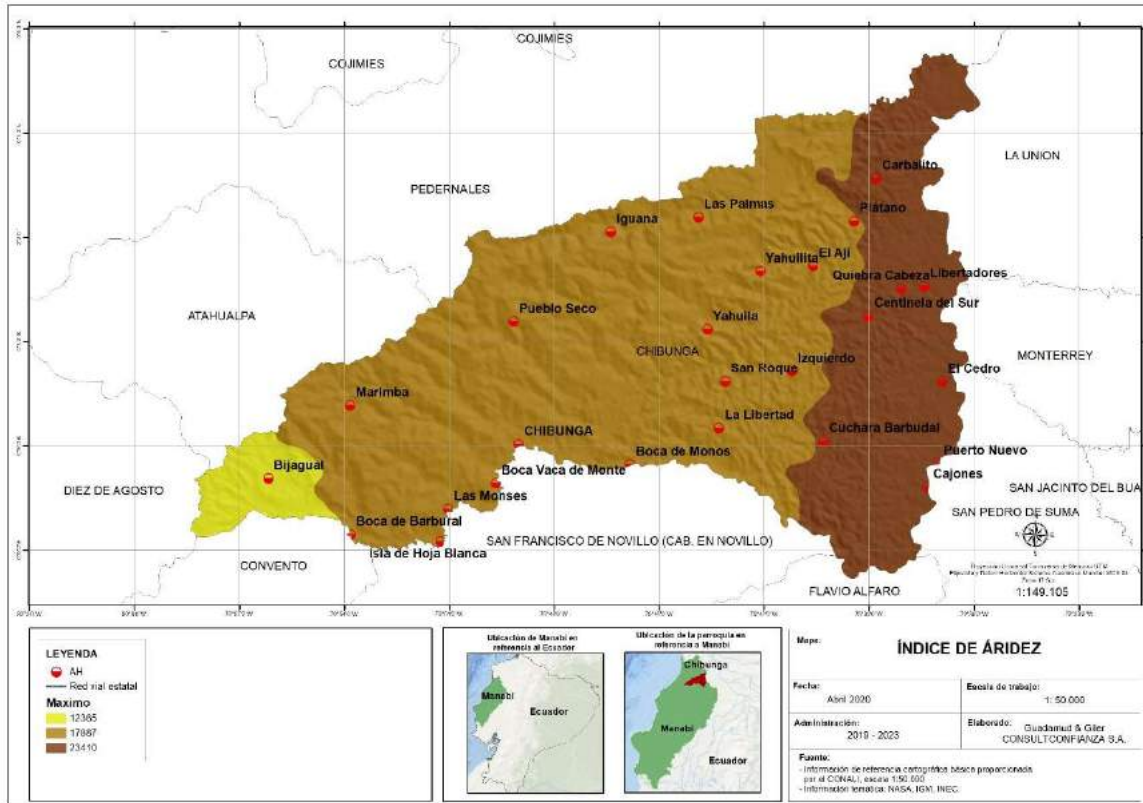 COJIMIES
COJIMIES
LA UNION
Carbalito
PEDERNALES
Las Palmas
Plátano
Iguana
Yahuilita
El Ají
Quiebra Cabeza
Libertadores
Centinela del Sur
Pueblo Seco
ATAHUALPA
Yahuila
CHIBUNGA
MONTERREY
Izquierdo
San Roque
El Cedro
Marimba
La Libertad
Cuchara Barbudal
CHIBUNGA
Boca de Monos
Puerto Nuevo
Bijagual
Boca Vaca de Monte
Cajones
DIEZ DE AGOSTO
SAN JACINTO DEL BUA
Las Monses
SAN PEDRO DE SUMA
Boca de Barbural
SAN FRANCISCO DE NOVILLO (CAB. EN NOVILLO)
Isla de Hoja Blanca
CONVENTO
FLAVIO ALFARO
1:149.105
LEYENDA
AH
Red vial estatal
Maximo
12365
23410
Ubicación de Manabí en
referencia al Ecuador
Manabí
Ecuador
Ubicación de la parroquia en
referencia a Manabí
Chibunga
Manabí
Ecuador
Mapa:
ÍNDICE DE ÁRIDEZ
Fecha:
Abril 2020
Escala de trabajo:
1: 50 000
Administración:
2019 - 2023
Elaborado:
Guadamud & Giler
CONSULTCONFIANZA S.A.
Fuente:
- Información de referencia cartográfica básica proporcionada
por el CONALI, escala 1:50.000
- Información temática: NASA, IGM, INEC.